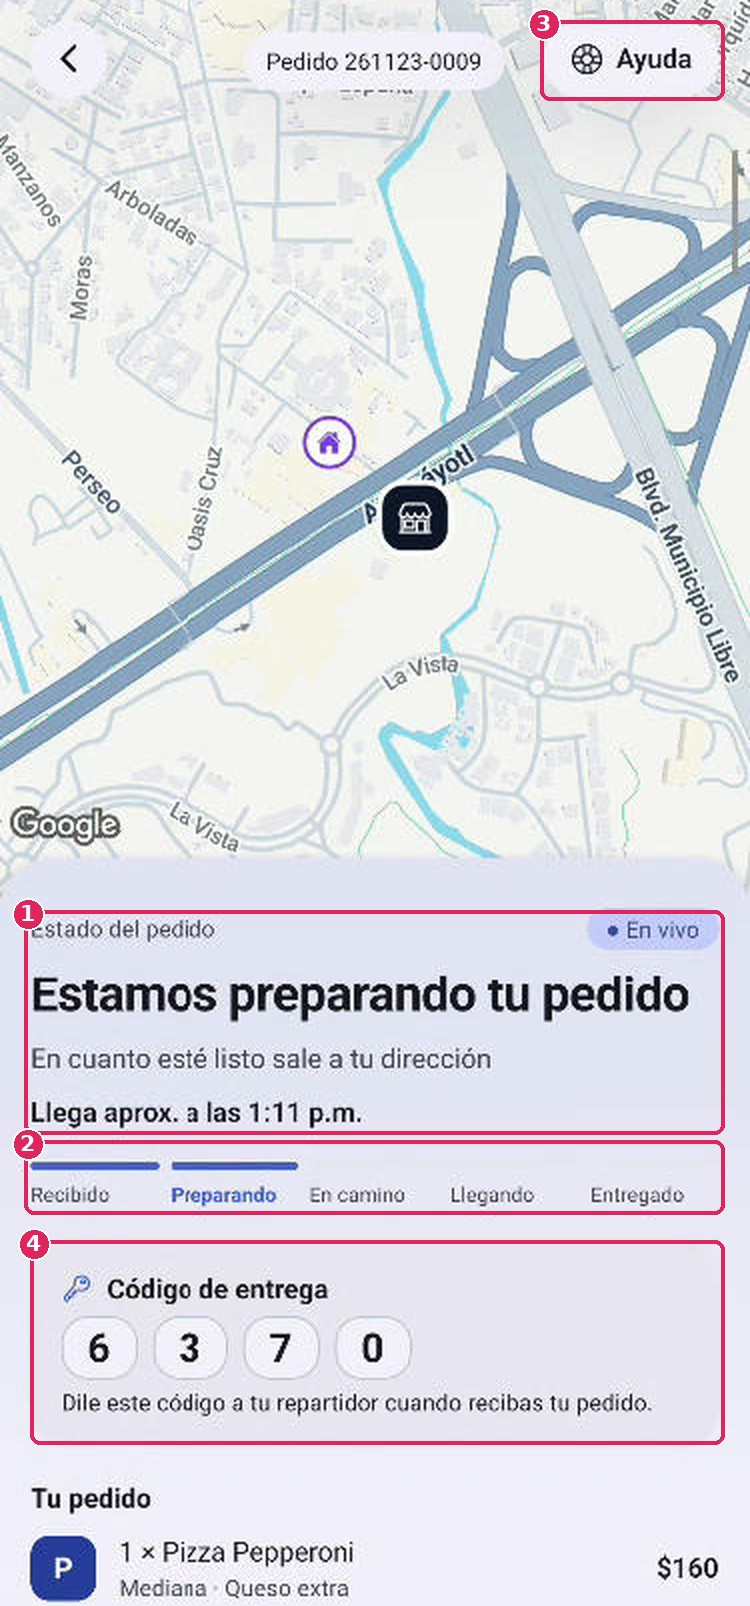 3
Pedido 261123-0009
Ayuda
Manzanos
Arboladas
Moras
Perseo
Oasis Cruz
Blvd. Municipio Libre
La Vista
Google
La Vista
1
Estado del pedido
• En vivo
Estamos preparando tu pedido
En cuanto esté listo sale a tu dirección
Llega aprox. a las 1:11 p.m.
2
Recibido Preparando En camino Llegando Entregado
4
Código de entrega
6 3 7 0
Dile este código a tu repartidor cuando recibas tu pedido.
Tu pedido
P
1 × Pizza Pepperoni
$160
Mediana · Queso extra